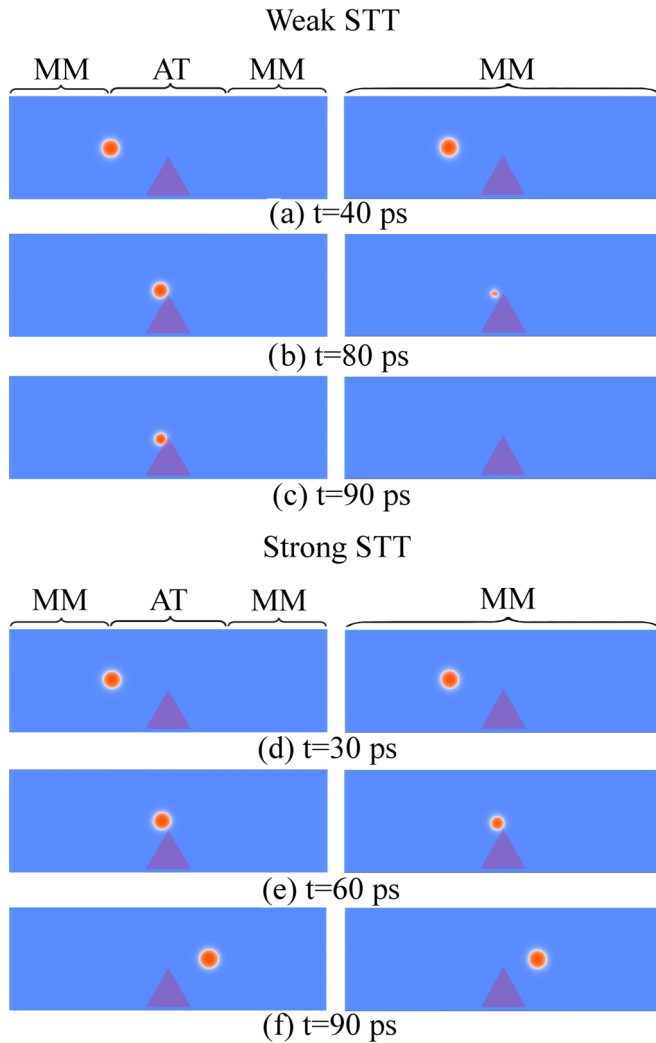 Weak STT
MM AT MM MM
(a) t=40 ps
(b) t=80 ps
(c) t=90 ps
Strong STT
MM AT MM MM
(d) t=30 ps
(e) t=60 ps
(f) t=90 ps